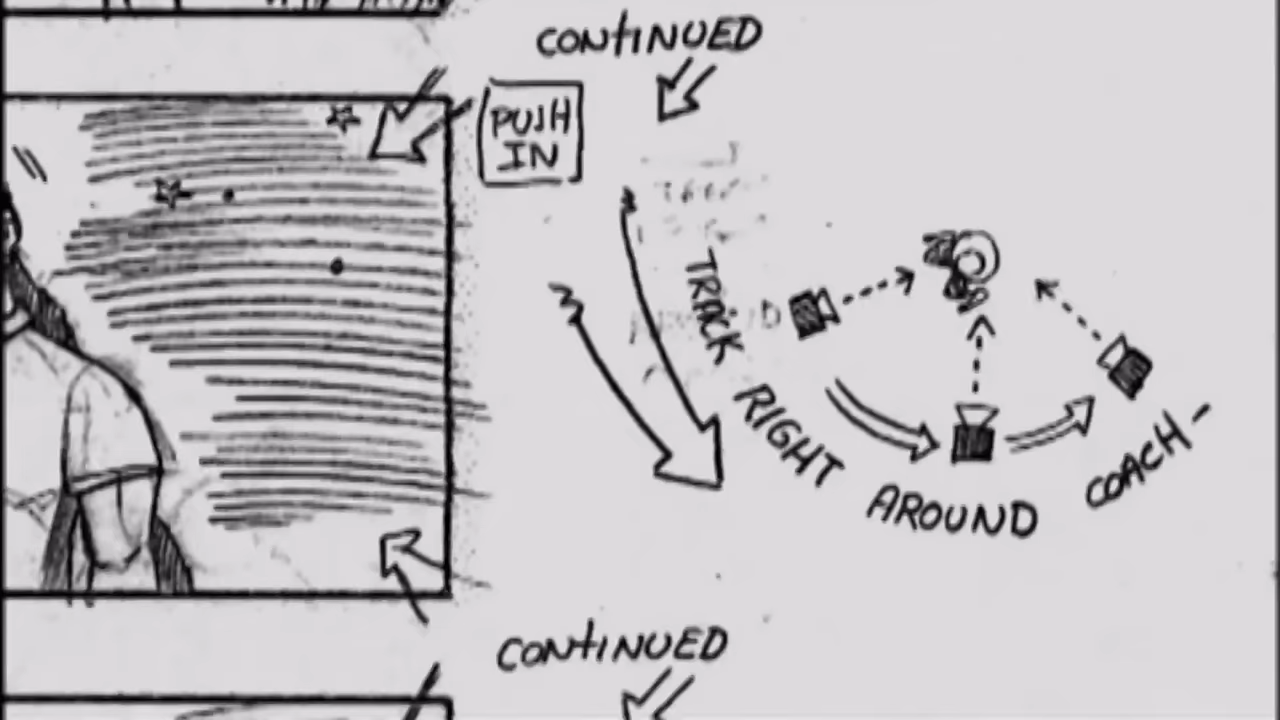 CONTINUED
PUSH
IN
TRACK RIGHT AROUND COACH-
CONTINUED